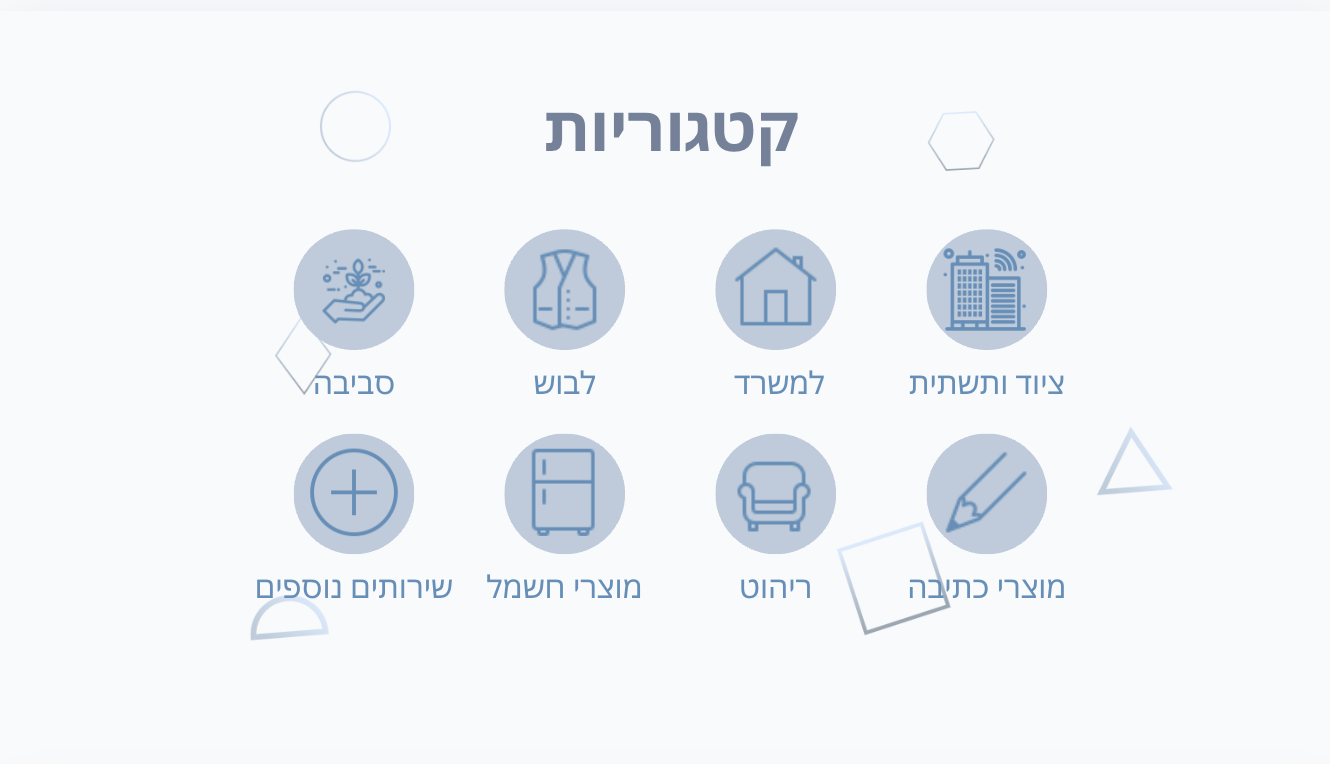 קטגוריות
ציוד ותשתית
למשרד
לבוש
סביבה
מוצרי כתיבה
ריהוט
מוצרי חשמל
שירותים נוספים